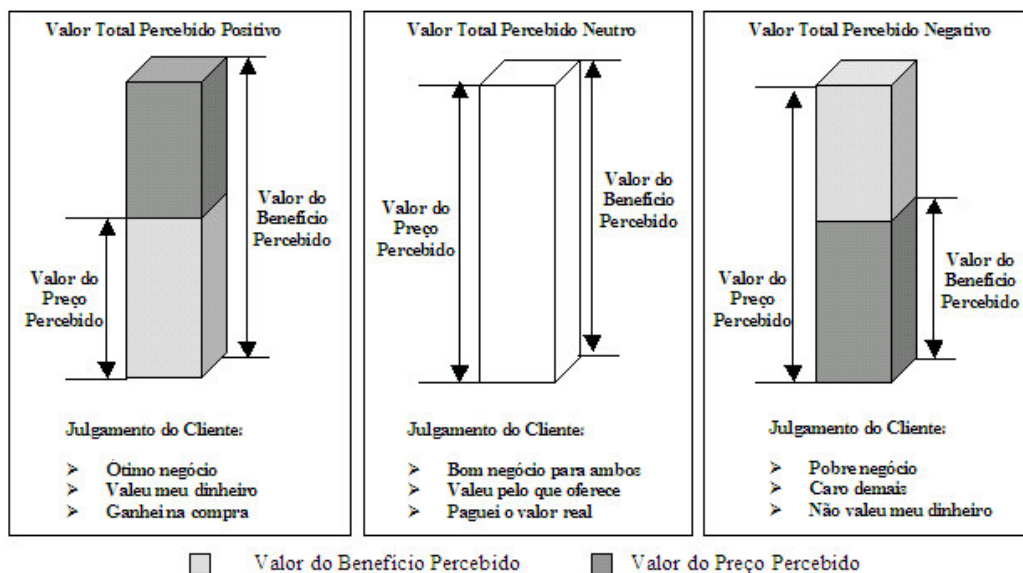 Valor Total Percebido Positivo
Valor do
Benefício
Percebido
Valor do
Preço
Percebido
Julgamento do Cliente:
➤ Ótimo negócio
➤ Valeu meu dinheiro
➤ Ganhei na compra
Valor Total Percebido Neutro
Valor do
Preço
Percebido
Valor do
Benefício
Percebido
Julgamento do Cliente:
➤ Bom negócio para ambos
➤ Valeu pelo que oferece
➤ Paguei o valor real
Valor Total Percebido Negativo
Valor do
Preço
Percebido
Valor do
Benefício
Percebido
Julgamento do Cliente:
➤ Pobre negócio
➤ Caro demais
➤ Não valeu meu dinheiro
Valor do Benefício Percebido
Valor do Preço Percebido